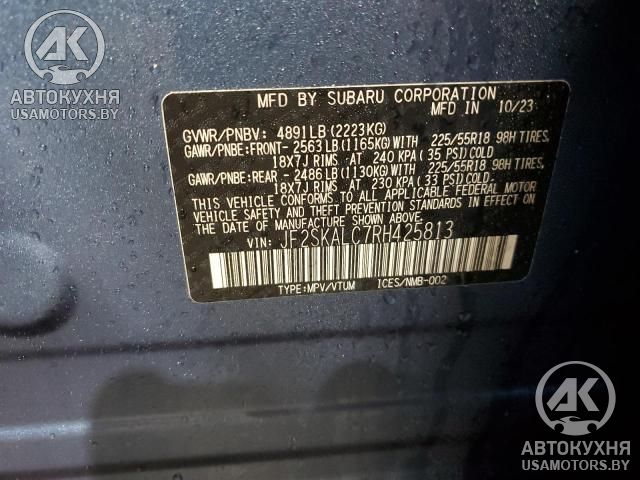 AK
АВТОКУХНЯ
USAMOTORS.BY
MFD BY SUBARU CORPORATION
MFD IN 10/23
GVWR/PNBV: 4891LB(2223KG)
GAWR/PNBE:FRONT- 2563LB(1165KG)WITH 225/55R18 98H TIRES,
18X7J RIMS AT 240 KPA(35 PSI)COLD
GAWR/PNBE:REAR - 2486LB(1130KG)WITH 225/55R18 98H TIRES,
18X7J RIMS AT 230 KPA(33 PSI)COLD
THIS VEHICLE CONFORMS TO ALL APPLICABLE FEDERAL MOTOR
VEHICLE SAFETY AND THEFT PREVENTION STANDARDS IN EFFECT ON
THE DATE OF MANUFACTURE SHOWN ABOVE.
VIN: JF2SKALC7RH425813
TYPE:MPV/VTUM ICES/NMB-002
AK
АВТОКУХНЯ
USAMOTORS.BY